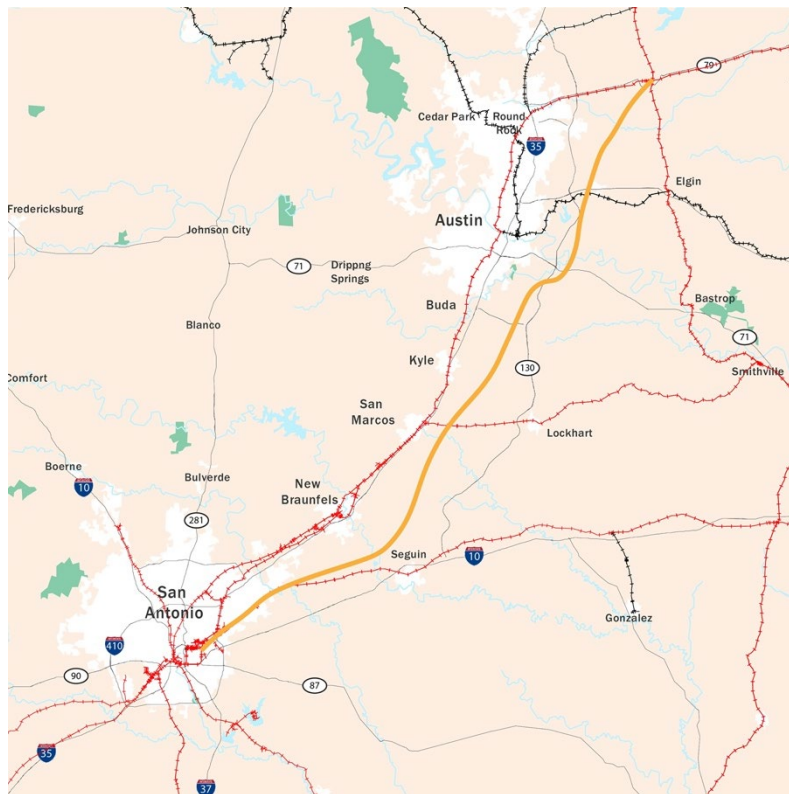 79
Cedar Park
Round
Rock
35
Elgin
Fredericksburg
Austin
Johnson City
71
Drippng
Springs
Bastrop
Buda
Blanco
71
Kyle
130
Smithville
Comfort
San
Marcos
Lockhart
Boerne
Bulverde
New
Braunfels
10
281
Seguin
10
San
Antonio
Gonzalez
410
90
87
35
37